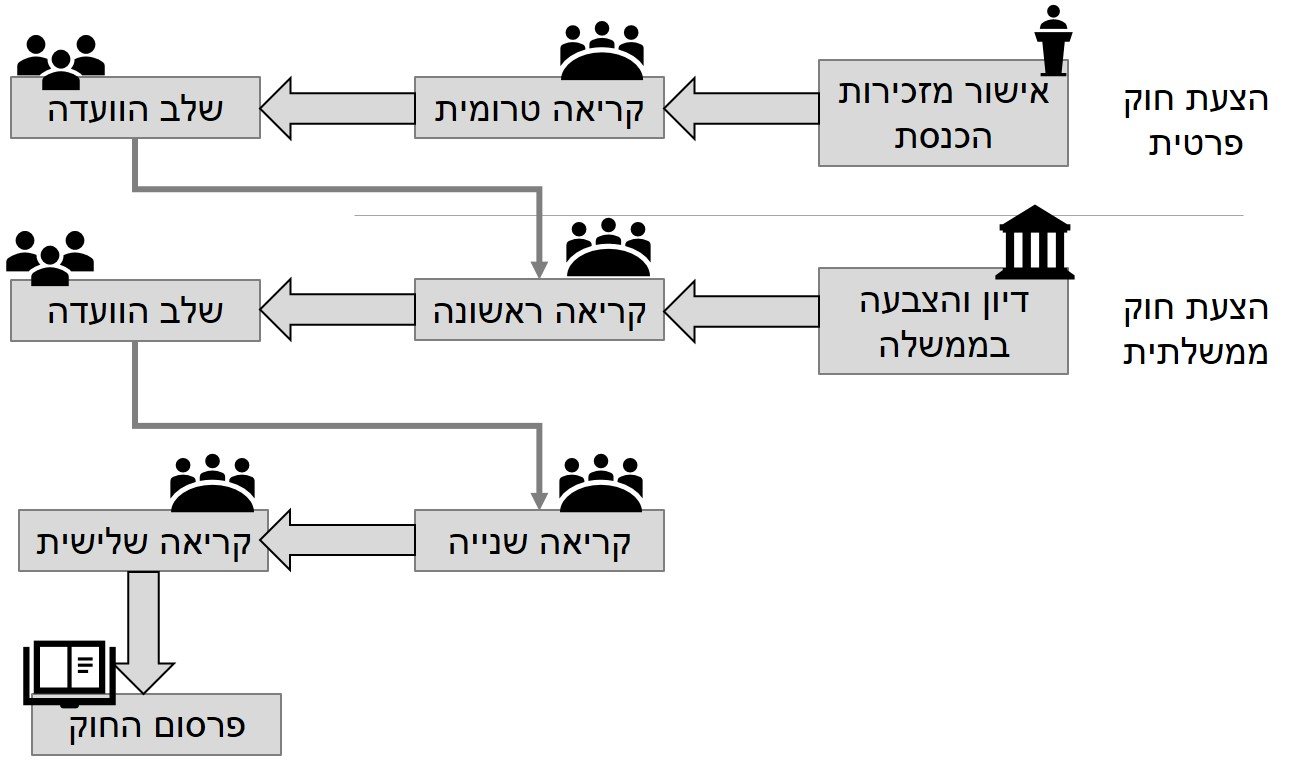 הצעת חוק
פרטית
אישור מזכירות
הכנסת
קריאה טרומית
שלב הוועדה
הצעת חוק
ממשלתית
דיון והצבעה
בממשלה
קריאה ראשונה
שלב הוועדה
קריאה שנייה
קריאה שלישית
פרסום החוק